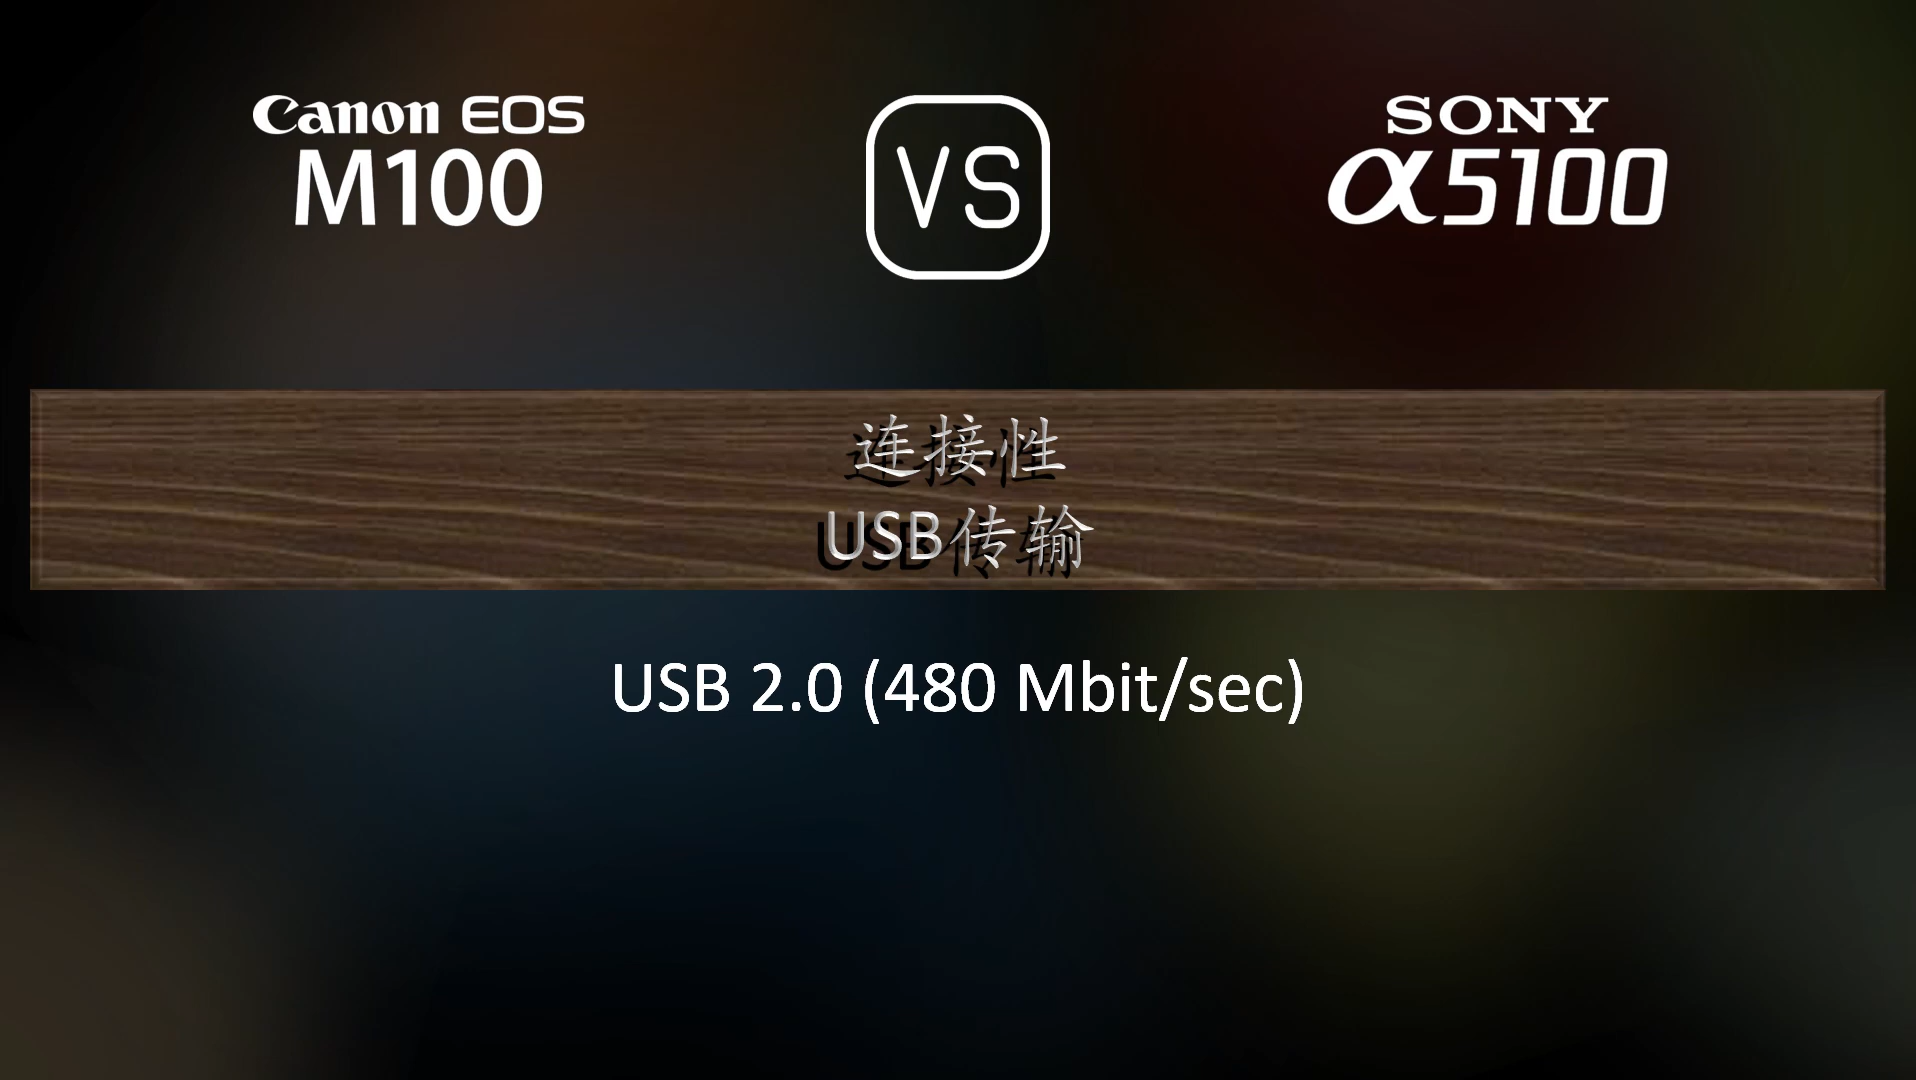 Canon EOS
M100
VS
SONY
α5100
连接性
USB传输
USB 2.0 (480 Mbit/sec)